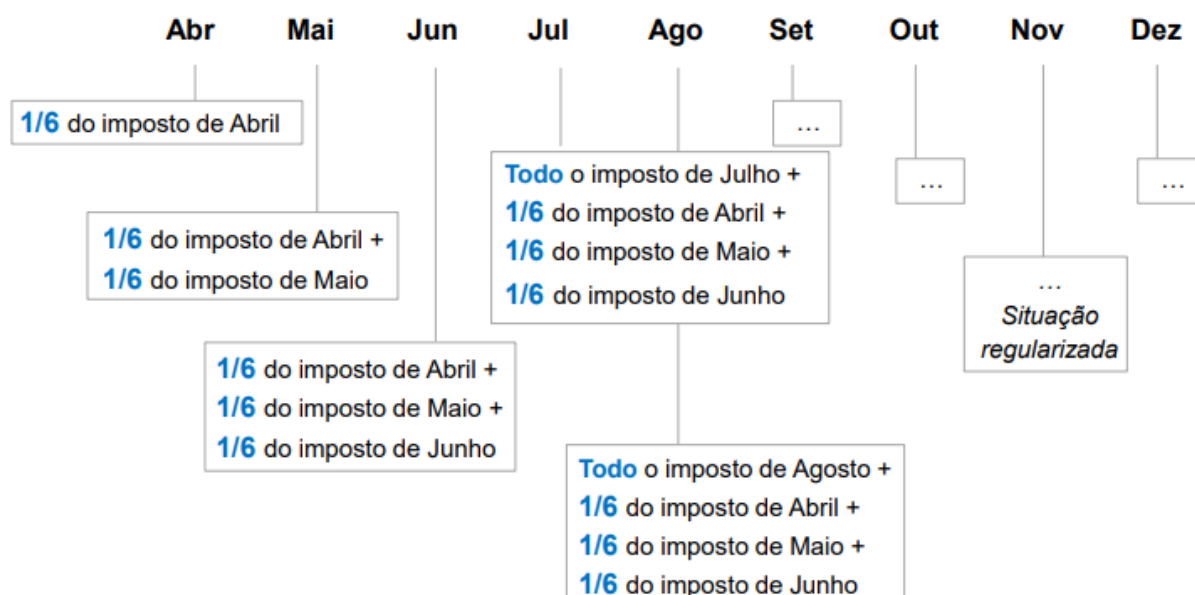 Abr Mai Jun Jul Ago Set Out Nov Dez
1/6 do imposto de Abril
1/6 do imposto de Abril +
1/6 do imposto de Maio
1/6 do imposto de Abril +
1/6 do imposto de Maio +
1/6 do imposto de Junho
Todo o imposto de Julho +
1/6 do imposto de Abril +
1/6 do imposto de Maio +
1/6 do imposto de Junho
Todo o imposto de Agosto +
1/6 do imposto de Abril +
1/6 do imposto de Maio +
1/6 do imposto de Junho
...
...
...
Situação
regularizada
...